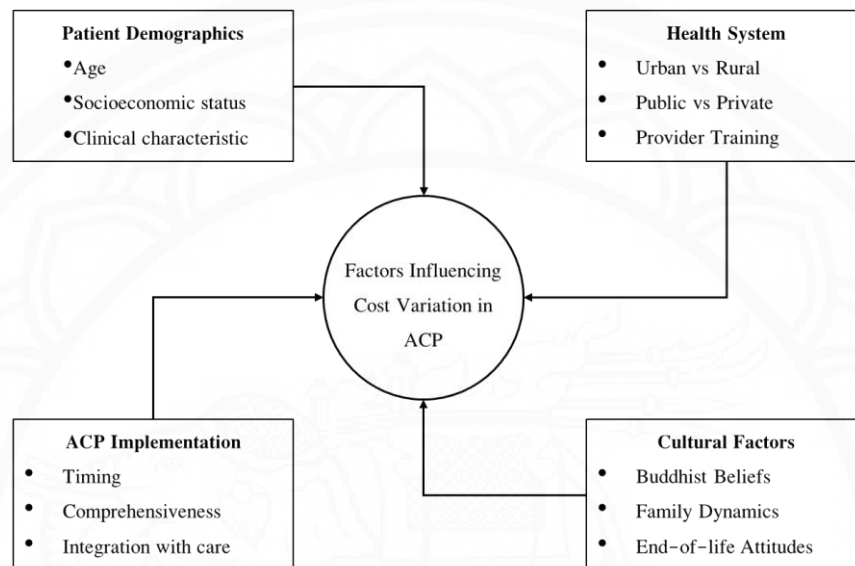 Patient Demographics
•Age
•Socioeconomic status
•Clinical characteristic
Health System
• Urban vs Rural
• Public vs Private
• Provider Training
Factors Influencing
Cost Variation in
ACP
ACP Implementation
• Timing
• Comprehensiveness
• Integration with care
Cultural Factors
• Buddhist Beliefs
• Family Dynamics
• End-of-life Attitudes